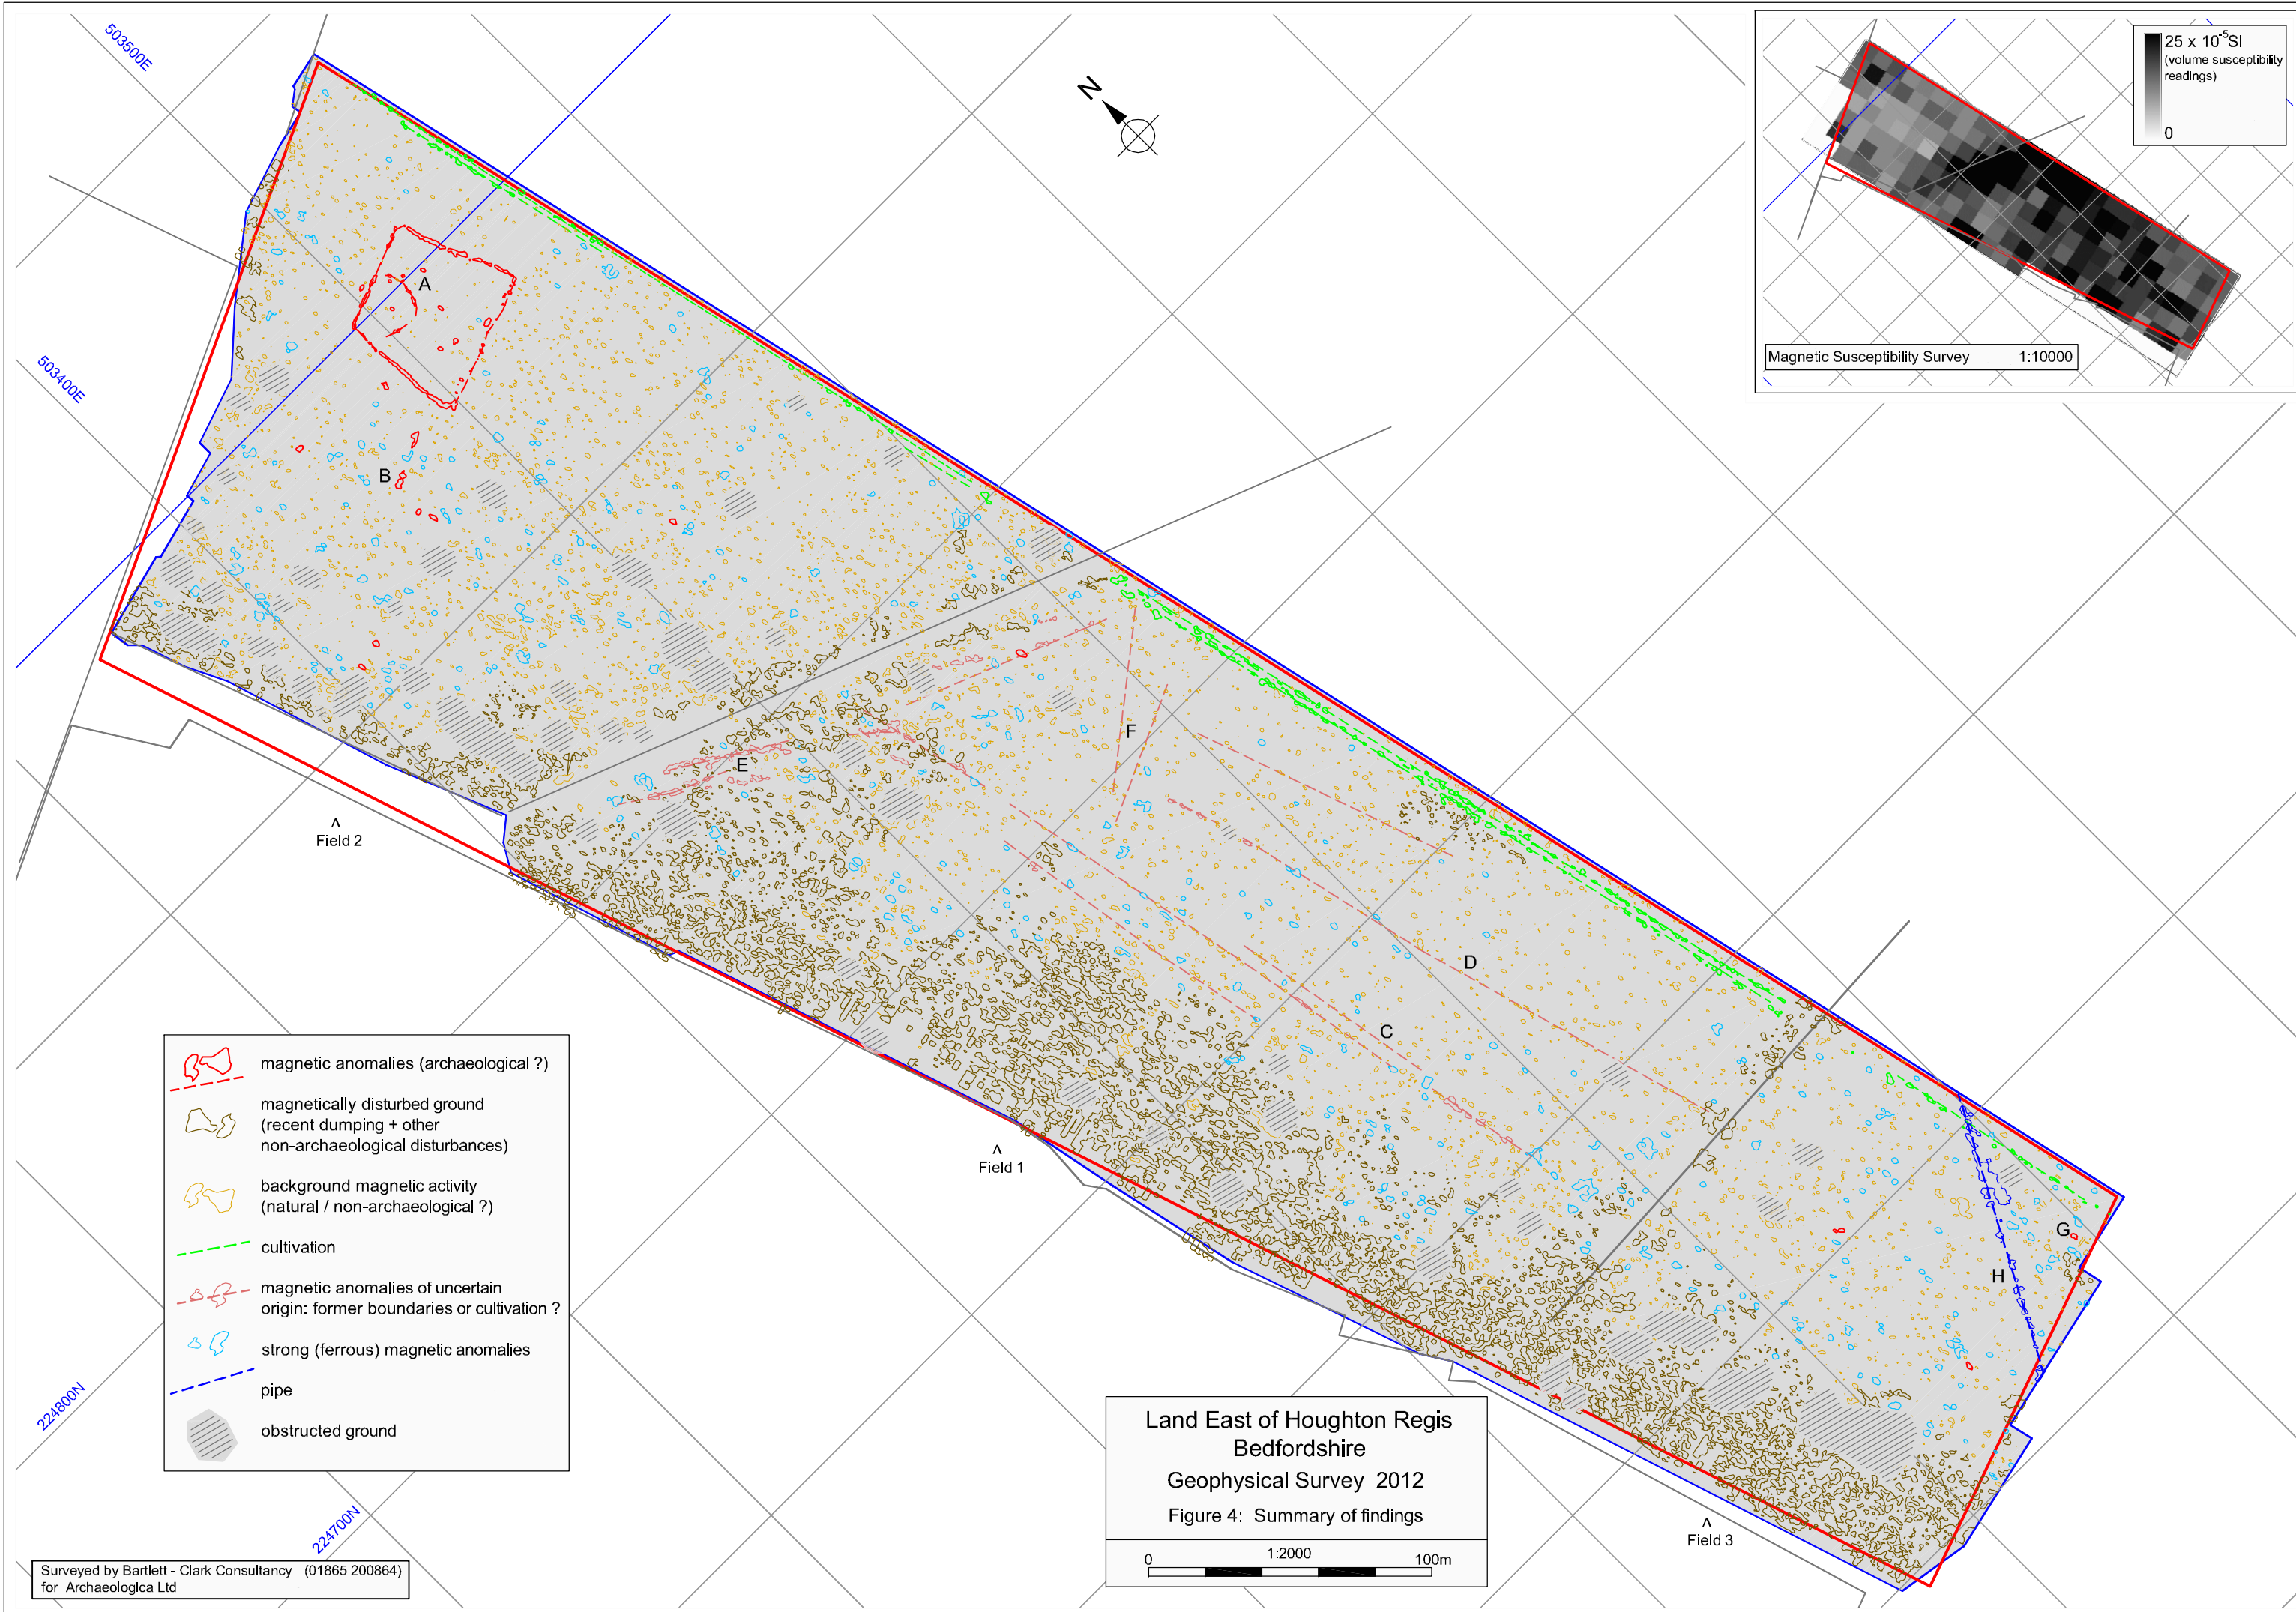 503500E
503400E
N
25 x 10-5SI
(volume susceptibility
readings)
0
Magnetic Susceptibility Survey 1:10000
A
B
F
E
D
C
G
H
^
Field 2
^
Field 1
^
Field 3
magnetic anomalies (archaeological ?)
magnetically disturbed ground
(recent dumping + other
non-archaeological disturbances)
background magnetic activity
(natural / non-archaeological ?)
cultivation
magnetic anomalies of uncertain
origin: former boundaries or cultivation ?
strong (ferrous) magnetic anomalies
pipe
obstructed ground
224800N
224700N
Land East of Houghton Regis
Bedfordshire
Geophysical Survey 2012
Figure 4: Summary of findings
0 1:2000 100m
Surveyed by Bartlett - Clark Consultancy (01865 200864)
for Archaeologica Ltd